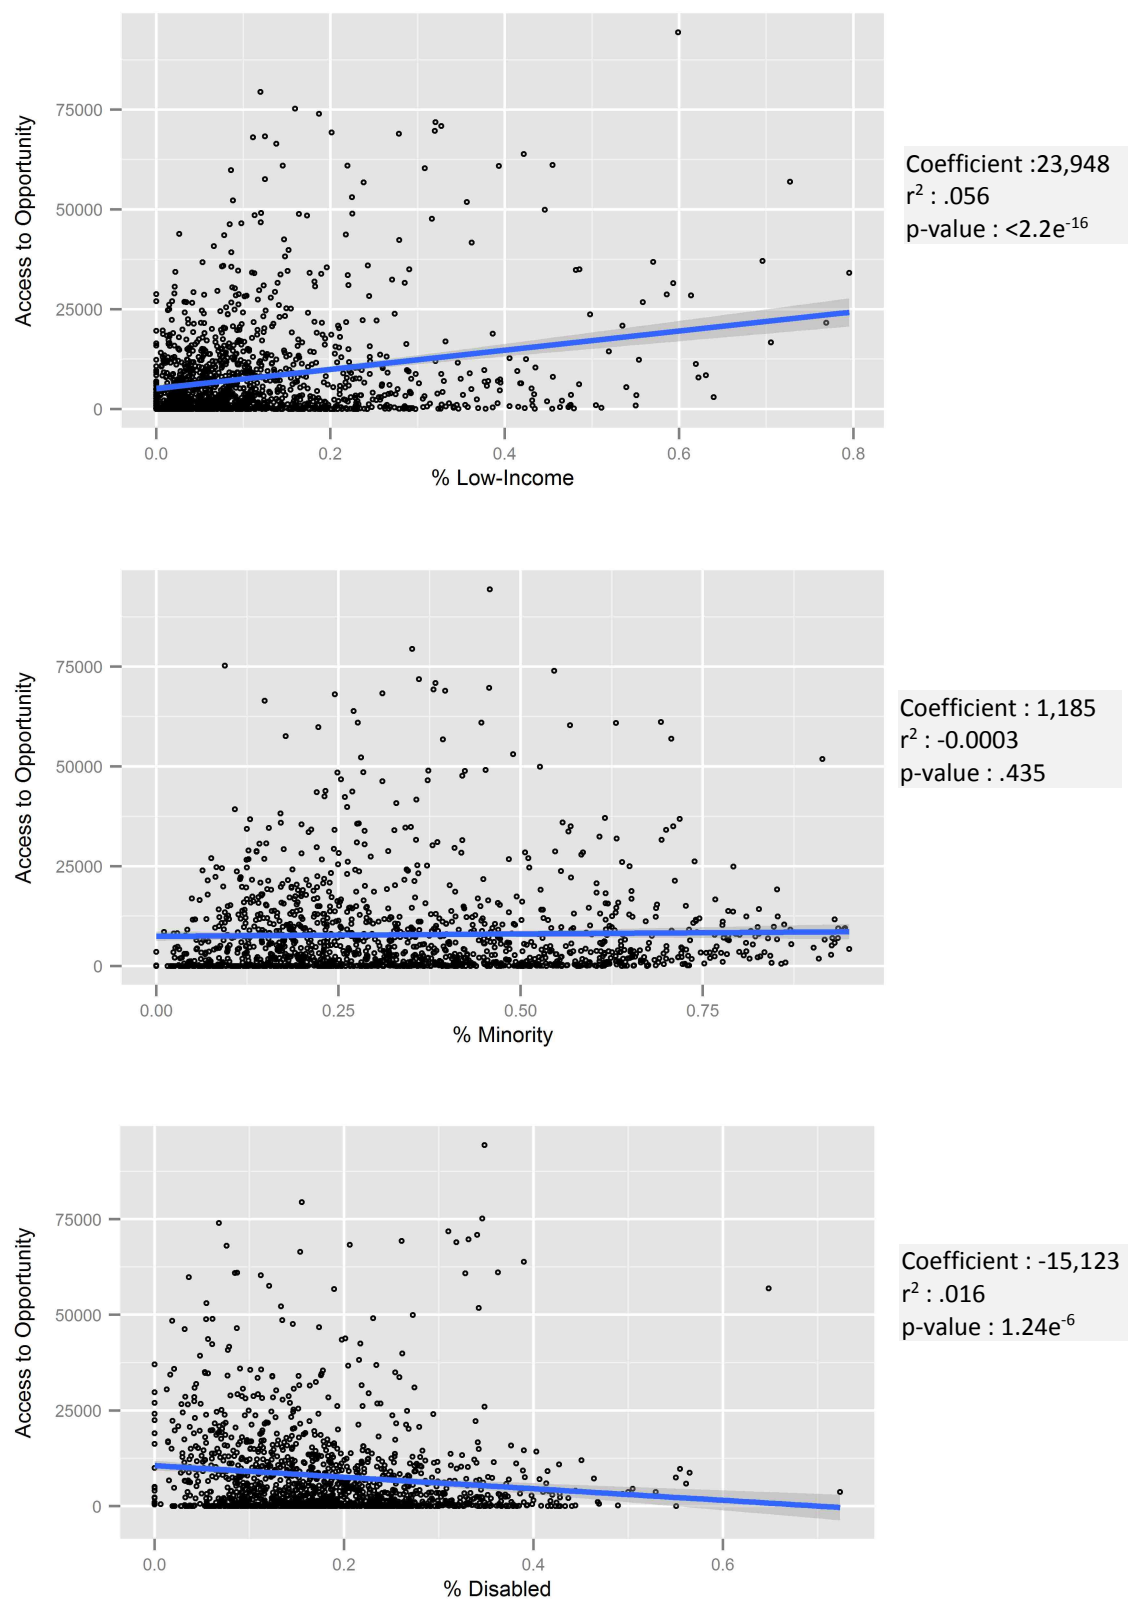 75000
50000
25000
0
Access to Opportunity
0.0 0.2 0.4 0.6 0.8
% Low-Income
Coefficient :23,948
r² : .056
p-value : <2.2e⁻¹⁶
75000
50000
25000
0
Access to Opportunity
0.00 0.25 0.50 0.75
% Minority
Coefficient : 1,185
r² : -0.0003
p-value : .435
75000
50000
25000
0
Access to Opportunity
0.0 0.2 0.4 0.6
% Disabled
Coefficient : -15,123
r² : .016
p-value : 1.24e⁻⁶